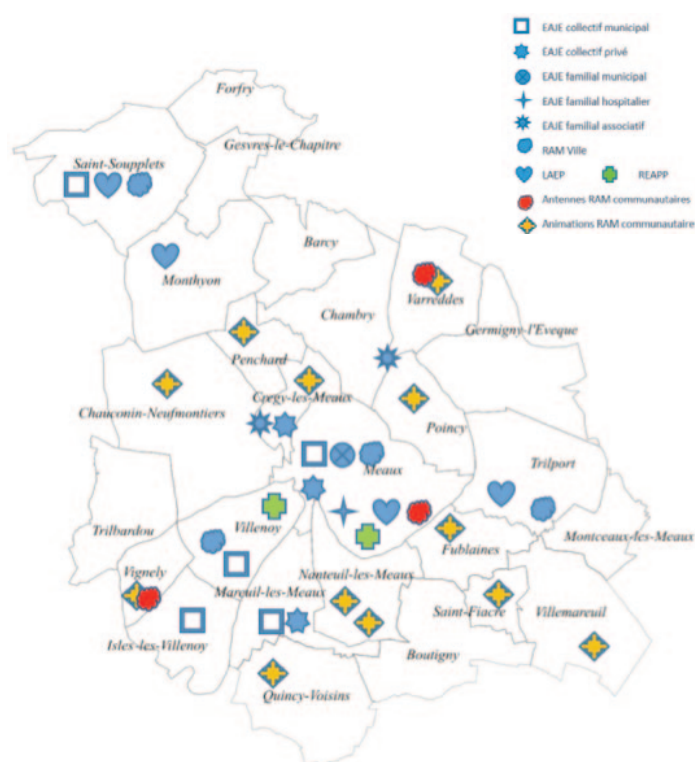 EAJE collectif municipal
EAJE collectif privé
EAJE familial municipal
EAJE familial hospitalier
EAJE familial associatif
RAM Ville
LAEP
REAPP
Antennes RAM communautaires
Animations RAM communautaire
Forfry
Gesvres-le-Chapitre
Saint-Soupplets
Barcy
Monthyon
Varreddes
Chambry
Germigny-l'Eveque
Penchard
Cregy-les-Meaux
Chauconin-Neufmontiers
Poincy
Meaux
Trilport
Trilbardou
Villenoy
Montceaux-les-Meaux
Fublaines
Vignely
Nanteuil-les-Meaux
Mareuil-les-Meaux
Saint-Fiacre
Villemareuil
Isles-les-Villenoy
Boutigny
Quincy-Voisins